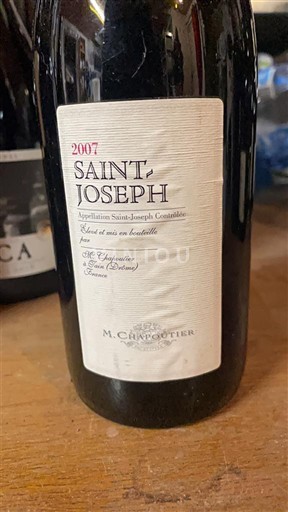 2007
SAINT-
JOSEPH
Appellation Saint-Joseph Contrôlée
Élevé et mis en bouteille
par
M. Chapoutier
à Tain (Drôme)
France
M. CHAPOUTIER
CA